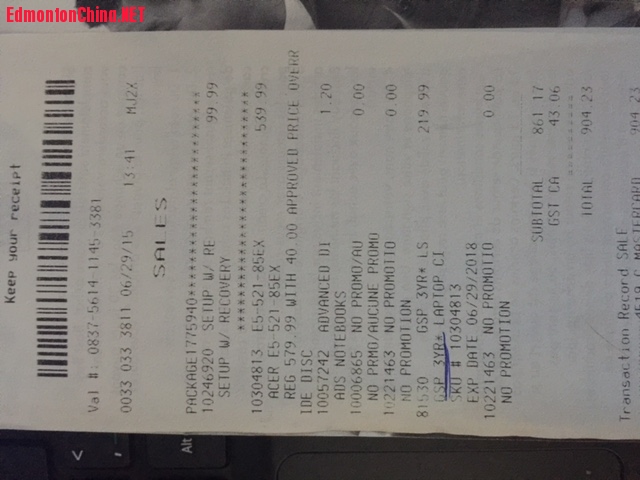 EdmontonChina.NET
Keep your receipt
Val #: 0837-5614-1145-3381
0033 033 3811 06/29/15 13:41 MJ2X
SALES
PACKAGE1775940**********************
10246920 SETUP W/ RE 99.99
SETUP W/ RECOVERY
************************************
10304813 E5-521-85EX 539.99
ACER E5-521-85EX
REG 579.99 WITH 40.00 APPROVED PRICE OVERR
IDE DISC
10057242 ADVANCED DI 1.20
ADS NOTEBOOKS
10006865 NO PROMO/AU 0.00
NO PRMO/AUCUNE PROMO
10221463 NO PROMOTIO 0.00
NO PROMOTION
81530 GSP 3YR* LS 219.99
GSP 3YR* LAPTOP CI
SKU # 10304813
EXP DATE 06/29/2018
10221463 NO PROMOTIO 0.00
NO PROMOTION
SUBTOTAL 861.17
GST CA 43.06
TOTAL 904.23
Transaction Record SALE
MASTERCARD 904.23
Alt
<
,